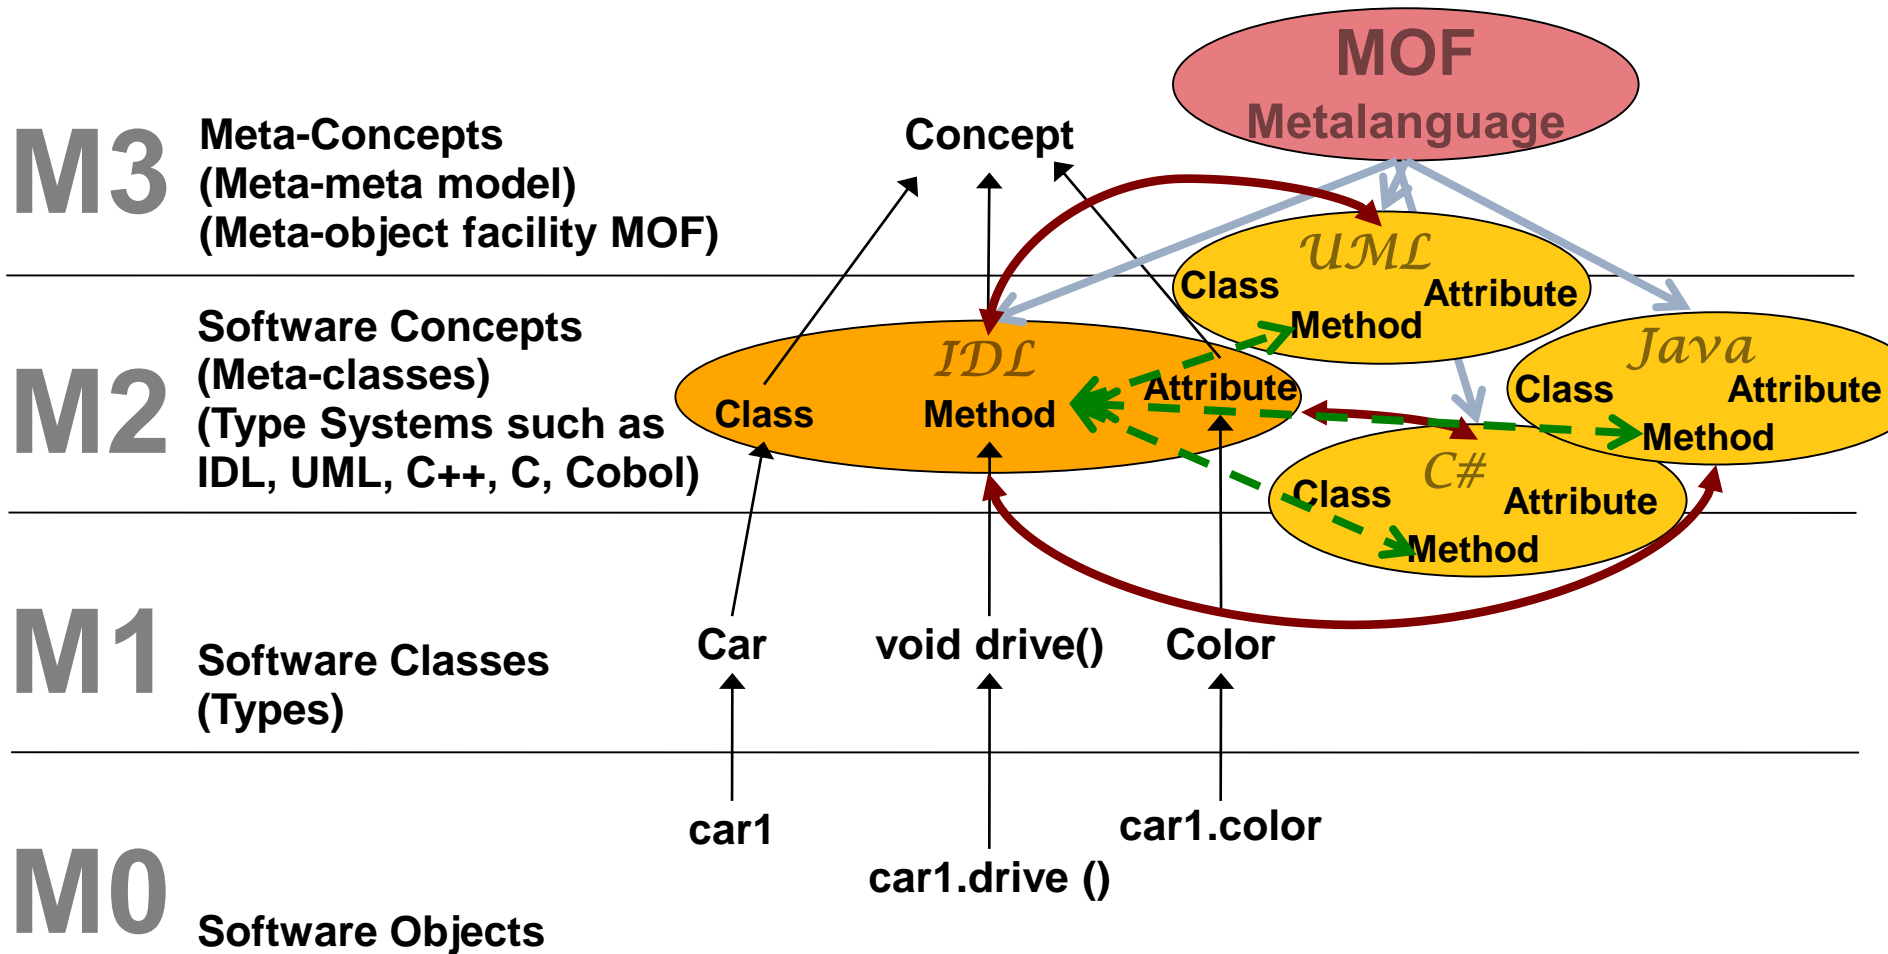 MOF
Metalanguage
M3
Meta-Concepts
(Meta-meta model)
(Meta-object facility MOF)
Concept
UML
Class
Attribute
Method
M2
Software Concepts
(Meta-classes)
(Type Systems such as
IDL, UML, C++, C, Cobol)
IDL
Class
Method
Attribute
Java
Class
Attribute
Method
C#
Class
Attribute
Method
M1
Software Classes
(Types)
Car
void drive()
Color
M0
Software Objects
car1
car1.drive ()
car1.color